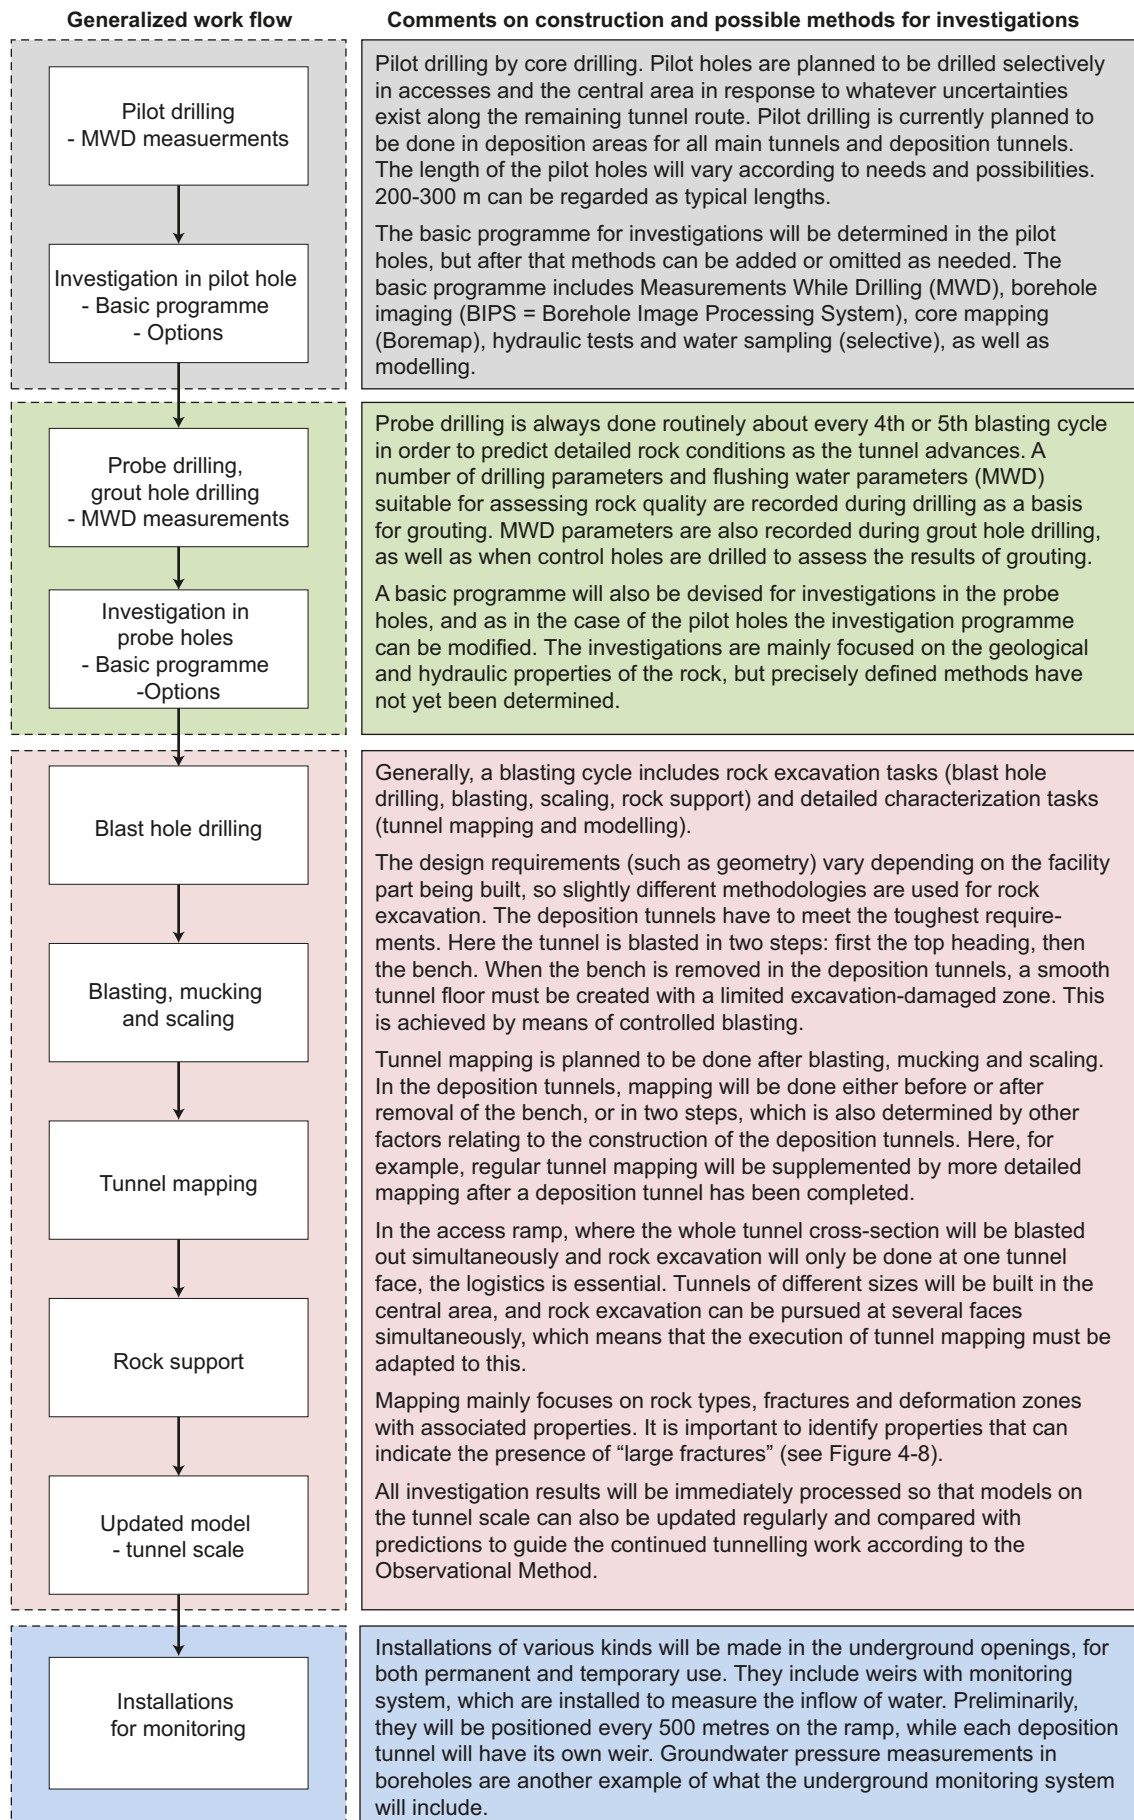 Generalized work flow
Comments on construction and possible methods for investigations
Pilot drilling
- MWD measuerments
Investigation in pilot hole
- Basic programme
- Options
Pilot drilling by core drilling. Pilot holes are planned to be drilled selectively
in accesses and the central area in response to whatever uncertainties
exist along the remaining tunnel route. Pilot drilling is currently planned to
be done in deposition areas for all main tunnels and deposition tunnels.
The length of the pilot holes will vary according to needs and possibilities.
200-300 m can be regarded as typical lengths.
The basic programme for investigations will be determined in the pilot
holes, but after that methods can be added or omitted as needed. The
basic programme includes Measurements While Drilling (MWD), borehole
imaging (BIPS = Borehole Image Processing System), core mapping
(Boremap), hydraulic tests and water sampling (selective), as well as
modelling.
Probe drilling,
grout hole drilling
- MWD measurements
Investigation in
probe holes
- Basic programme
-Options
Probe drilling is always done routinely about every 4th or 5th blasting cycle
in order to predict detailed rock conditions as the tunnel advances. A
number of drilling parameters and flushing water parameters (MWD)
suitable for assessing rock quality are recorded during drilling as a basis
for grouting. MWD parameters are also recorded during grout hole drilling,
as well as when control holes are drilled to assess the results of grouting.
A basic programme will also be devised for investigations in the probe
holes, and as in the case of the pilot holes the investigation programme
can be modified. The investigations are mainly focused on the geological
and hydraulic properties of the rock, but precisely defined methods have
not yet been determined.
Blast hole drilling
Blasting, mucking
and scaling
Tunnel mapping
Rock support
Updated model
- tunnel scale
Generally, a blasting cycle includes rock excavation tasks (blast hole
drilling, blasting, scaling, rock support) and detailed characterization tasks
(tunnel mapping and modelling).
The design requirements (such as geometry) vary depending on the facility
part being built, so slightly different methodologies are used for rock
excavation. The deposition tunnels have to meet the toughest require-
ments. Here the tunnel is blasted in two steps: first the top heading, then
the bench. When the bench is removed in the deposition tunnels, a smooth
tunnel floor must be created with a limited excavation-damaged zone. This
is achieved by means of controlled blasting.
Tunnel mapping is planned to be done after blasting, mucking and scaling.
In the deposition tunnels, mapping will be done either before or after
removal of the bench, or in two steps, which is also determined by other
factors relating to the construction of the deposition tunnels. Here, for
example, regular tunnel mapping will be supplemented by more detailed
mapping after a deposition tunnel has been completed.
In the access ramp, where the whole tunnel cross-section will be blasted
out simultaneously and rock excavation will only be done at one tunnel
face, the logistics is essential. Tunnels of different sizes will be built in the
central area, and rock excavation can be pursued at several faces
simultaneously, which means that the execution of tunnel mapping must be
adapted to this.
Mapping mainly focuses on rock types, fractures and deformation zones
with associated properties. It is important to identify properties that can
indicate the presence of “large fractures” (see Figure 4-8).
All investigation results will be immediately processed so that models on
the tunnel scale can also be updated regularly and compared with
predictions to guide the continued tunnelling work according to the
Observational Method.
Installations
for monitoring
Installations of various kinds will be made in the underground openings, for
both permanent and temporary use. They include weirs with monitoring
system, which are installed to measure the inflow of water. Preliminarily,
they will be positioned every 500 metres on the ramp, while each deposition
tunnel will have its own weir. Groundwater pressure measurements in
boreholes are another example of what the underground monitoring system
will include.